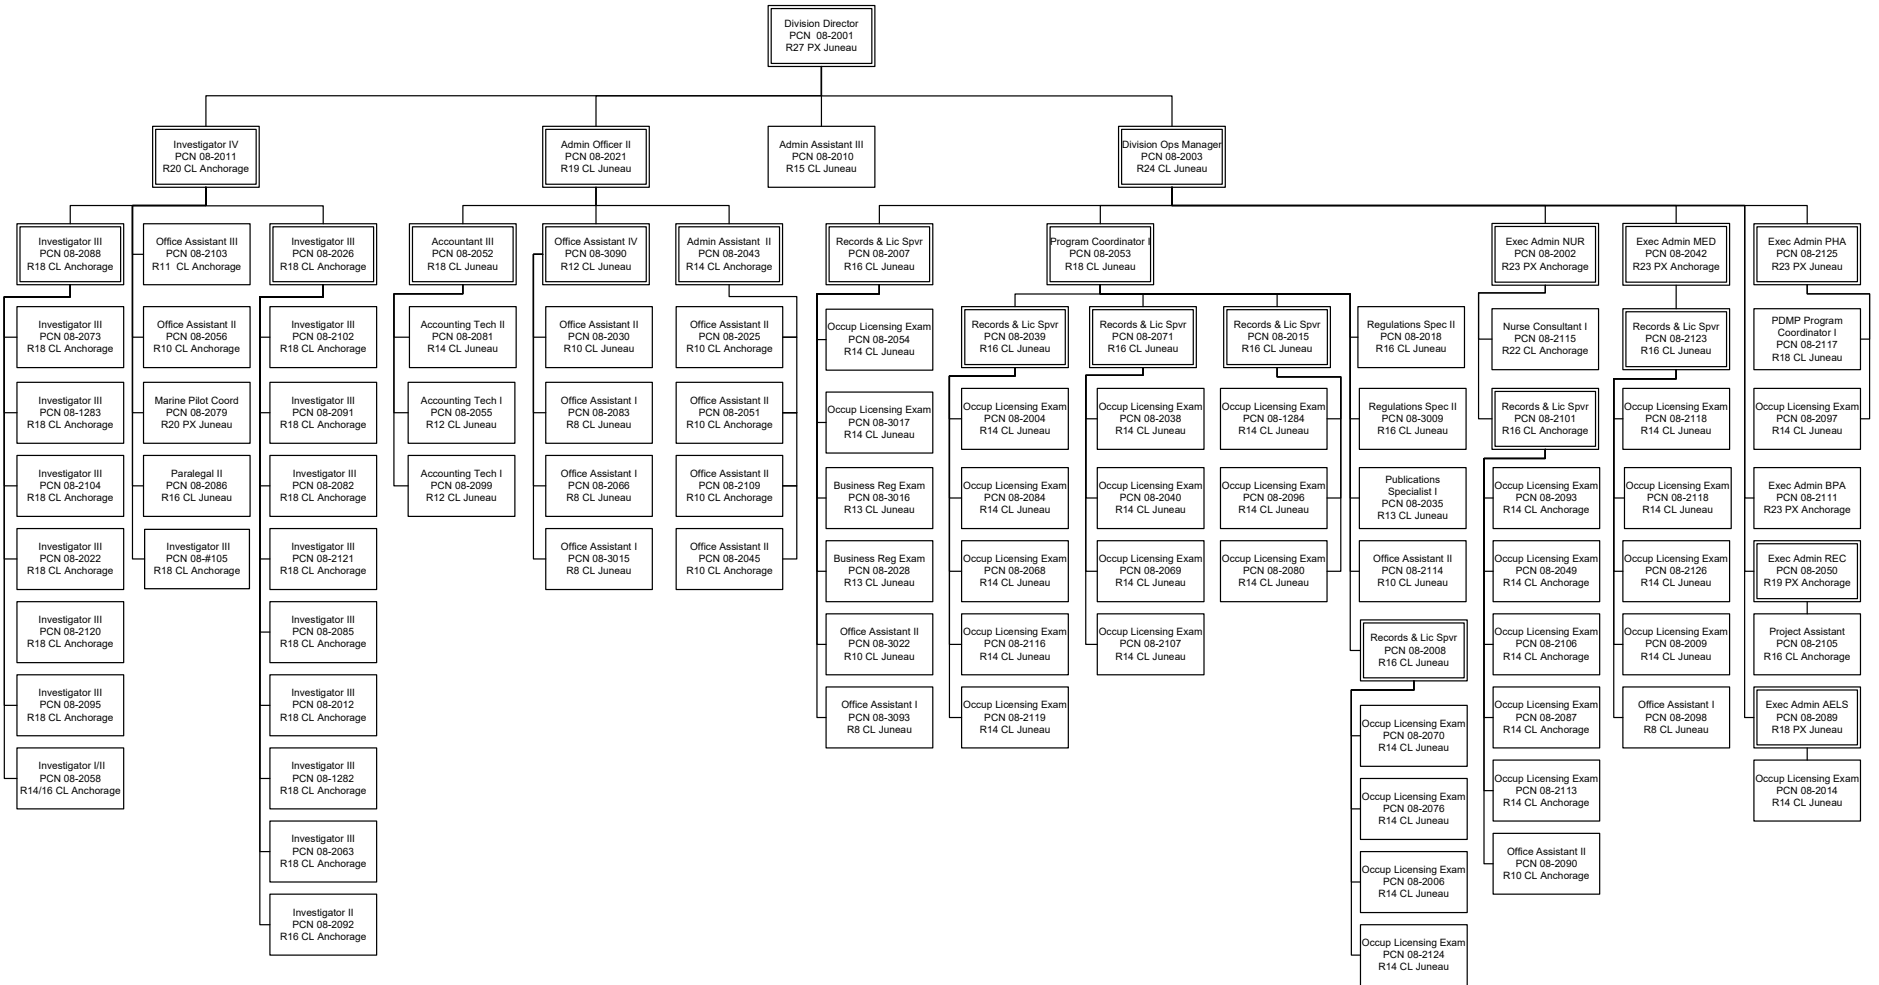 Division Director
PCN  08-2001
R27 PX Juneau
Investigator IV
PCN 08-2011
R20 CL Anchorage
Admin Officer II
PCN 08-2021
R19 CL Juneau
Admin Assistant III
PCN 08-2010
R15 CL Juneau
Division Ops Manager
PCN 08-2003
R24 CL Juneau
Investigator III
PCN 08-2088
R18 CL Anchorage
Investigator III
PCN 08-2073
R18 CL Anchorage
Investigator III
PCN 08-1283
R18 CL Anchorage
Investigator III
PCN 08-2104
R18 CL Anchorage
Investigator III
PCN 08-2022
R18 CL Anchorage
Investigator III
PCN 08-2120
R18 CL Anchorage
Investigator III
PCN 08-2095
R18 CL Anchorage
Investigator I/II
PCN 08-2058
R14/16 CL Anchorage
Office Assistant III
PCN 08-2103
R11  CL Anchorage
Office Assistant II
PCN 08-2056
R10 CL Anchorage
Marine Pilot Coord
PCN 08-2079
R20 PX Juneau
Paralegal II
PCN 08-2086
R16 CL Juneau
Investigator III
PCN 08-#105
R18 CL Anchorage
Investigator III
PCN 08-2026
R18 CL Anchorage
Investigator III
PCN 08-2102
R18 CL Anchorage
Investigator III
PCN 08-2091
R18 CL Anchorage
Investigator III
PCN 08-2082
R18 CL Anchorage
Investigator III
PCN 08-2121
R18 CL Anchorage
Investigator III
PCN 08-2085
R18 CL Anchorage
Investigator III
PCN 08-2012
R18 CL Anchorage
Investigator III
PCN 08-1282
R18 CL Anchorage
Investigator III
PCN 08-2063
R18 CL Anchorage
Investigator II
PCN 08-2092
R16 CL Anchorage
Accountant III
PCN 08-2052
R18 CL Juneau
Accounting Tech II
PCN 08-2081
R14 CL Juneau
Accounting Tech I
PCN 08-2055
R12 CL Juneau
Accounting Tech I
PCN 08-2099
R12 CL Juneau
Office Assistant IV
PCN 08-3090
R12 CL Juneau
Office Assistant II
PCN 08-2030
R10 CL Juneau
Office Assistant I
PCN 08-2083
R8 CL Juneau
Office Assistant I
PCN 08-2066
R8 CL Juneau
Office Assistant I
PCN 08-3015
R8 CL Juneau
Admin Assistant  II
PCN 08-2043
R14 CL Anchorage
Office Assistant II
PCN 08-2025
R10 CL Anchorage
Office Assistant II
PCN 08-2051
R10 CL Anchorage
Office Assistant II
PCN 08-2109
R10 CL Anchorage
Office Assistant II
PCN 08-2045
R10 CL Anchorage
Records & Lic Spvr
PCN 08-2007
R16 CL Juneau
Occup Licensing Exam
PCN 08-2054
R14 CL Juneau
Occup Licensing Exam
PCN 08-3017
R14 CL Juneau
Business Reg Exam
PCN 08-3016
R13 CL Juneau
Business Reg Exam
PCN 08-2028
R13 CL Juneau
Office Assistant II
PCN 08-3022
R10 CL Juneau
Office Assistant I
PCN 08-3093
R8 CL Juneau
Program Coordinator I
PCN 08-2053
R18 CL Juneau
Records & Lic Spvr
PCN 08-2039
R16 CL Juneau
Occup Licensing Exam
PCN 08-2004
R14 CL Juneau
Occup Licensing Exam
PCN 08-2084
R14 CL Juneau
Occup Licensing Exam
PCN 08-2068
R14 CL Juneau
Occup Licensing Exam
PCN 08-2116
R14 CL Juneau
Occup Licensing Exam
PCN 08-2119
R14 CL Juneau
Records & Lic Spvr
PCN 08-2071
R16 CL Juneau
Occup Licensing Exam
PCN 08-2038
R14 CL Juneau
Occup Licensing Exam
PCN 08-2040
R14 CL Juneau
Occup Licensing Exam
PCN 08-2069
R14 CL Juneau
Occup Licensing Exam
PCN 08-2107
R14 CL Juneau
Records & Lic Spvr
PCN 08-2015
R16 CL Juneau
Occup Licensing Exam
PCN 08-1284
R14 CL Juneau
Occup Licensing Exam
PCN 08-2096
R14 CL Juneau
Occup Licensing Exam
PCN 08-2080
R14 CL Juneau
Regulations Spec II
PCN 08-2018
R16 CL Juneau
Regulations Spec II
PCN 08-3009
R16 CL Juneau
Publications
Specialist I
PCN 08-2035
R13 CL Juneau
Office Assistant II
PCN 08-2114
R10 CL Juneau
Records & Lic Spvr
PCN 08-2008
R16 CL Juneau
Occup Licensing Exam
PCN 08-2070
R14 CL Juneau
Occup Licensing Exam
PCN 08-2076
R14 CL Juneau
Occup Licensing Exam
PCN 08-2006
R14 CL Juneau
Occup Licensing Exam
PCN 08-2124
R14 CL Juneau
Exec Admin NUR
PCN 08-2002
R23 PX Anchorage
Nurse Consultant I
PCN 08-2115
R22 CL Anchorage
Records & Lic Spvr
PCN 08-2101
R16 CL Anchorage
Occup Licensing Exam
PCN 08-2093
R14 CL Anchorage
Occup Licensing Exam
PCN 08-2049
R14 CL Anchorage
Occup Licensing Exam
PCN 08-2106
R14 CL Anchorage
Occup Licensing Exam
PCN 08-2087
R14 CL Anchorage
Occup Licensing Exam
PCN 08-2113
R14 CL Anchorage
Office Assistant II
PCN 08-2090
R10 CL Anchorage
Exec Admin MED
PCN 08-2042
R23 PX Anchorage
Records & Lic Spvr
PCN 08-2123
R16 CL Juneau
Occup Licensing Exam
PCN 08-2118
R14 CL Juneau
Occup Licensing Exam
PCN 08-2118
R14 CL Juneau
Occup Licensing Exam
PCN 08-2126
R14 CL Juneau
Occup Licensing Exam
PCN 08-2009
R14 CL Juneau
Office Assistant I
PCN 08-2098
R8 CL Juneau
Exec Admin PHA
PCN 08-2125
R23 PX Juneau
PDMP Program
Coordinator I
PCN 08-2117
R18 CL Juneau
Occup Licensing Exam
PCN 08-2097
R14 CL Juneau
Exec Admin BPA
PCN 08-2111
R23 PX Anchorage
Exec Admin REC
PCN 08-2050
R19 PX Anchorage
Project Assistant
PCN 08-2105
R16 CL Anchorage
Exec Admin AELS
PCN 08-2089
R18 PX Juneau
Occup Licensing Exam
PCN 08-2014
R14 CL Juneau